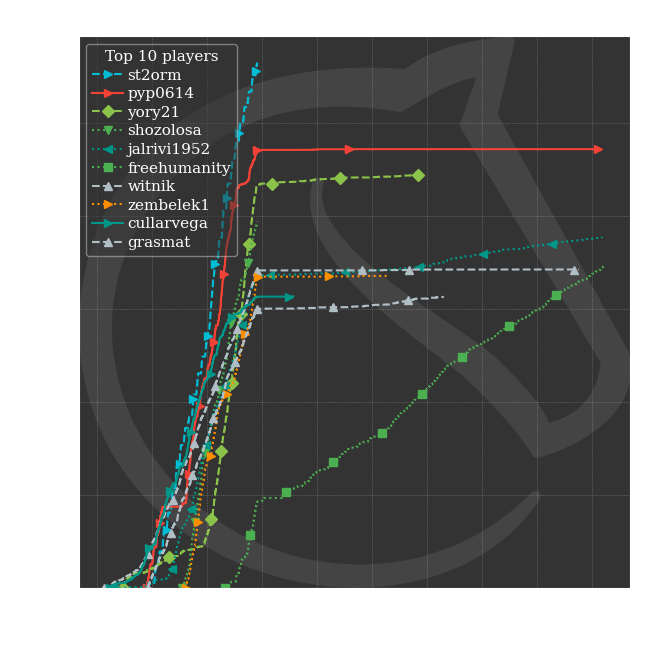 Top 10 players
st2orm
pyp0614
yory21
shozolosa
jalrivi1952
freehumanity
witnik
zembelek1
cullarvega
grasmat